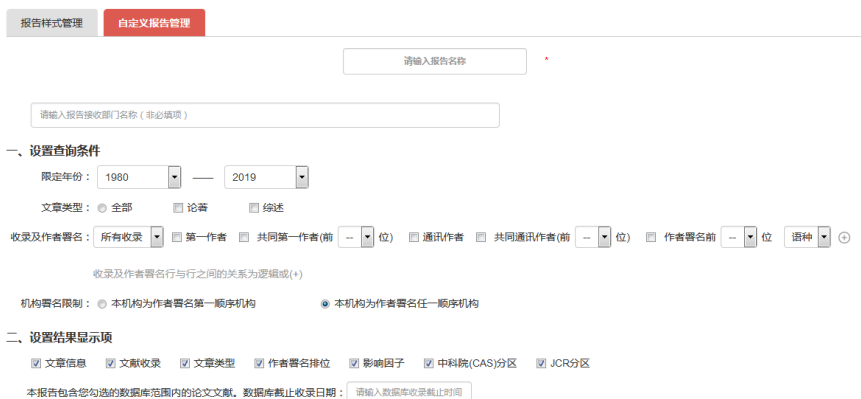 报告样式管理 自定义报告管理
请输入报告名称 *
请输入报告接收部门名称（非必填项）
一、设置查询条件
限定年份： 1980 —— 2019
文章类型： 全部 论著 综述
收录及作者署名： 所有收录 第一作者 共同第一作者(前 -- 位) 通讯作者 共同通讯作者(前 -- 位) 作者署名前 -- 位 语种
收录及作者署名行与行之间的关系为逻辑或(+)
机构署名限制： 本机构为作者署名第一顺序机构 本机构为作者署名任一顺序机构
二、设置结果显示项
文章信息 文献收录 文章类型 作者署名排位 影响因子 中科院(CAS)分区 JCR分区
本报告包含您勾选的数据库范围内的论文文献。数据库截止收录日期： 请输入数据库收录截止时间